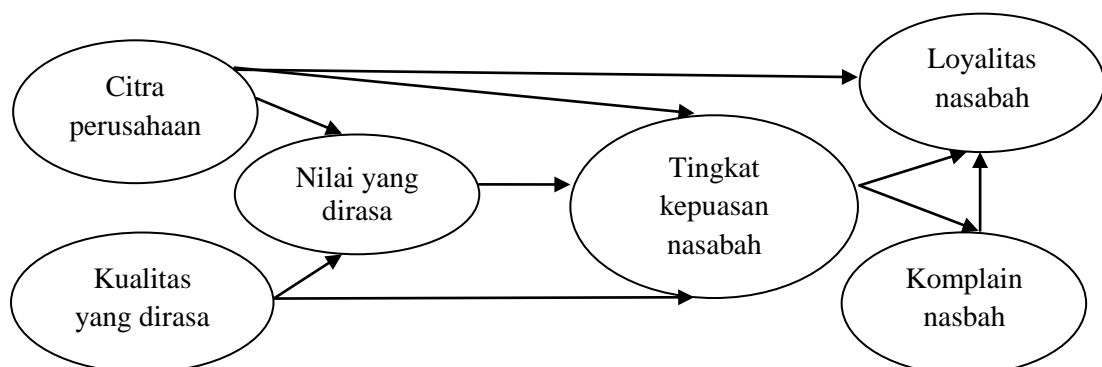 Citra
perusahaan
Nilai yang
dirasa
Kualitas
yang dirasa
Tingkat
kepuasan
nasabah
Loyalitas
nasabah
Komplain
nasbah